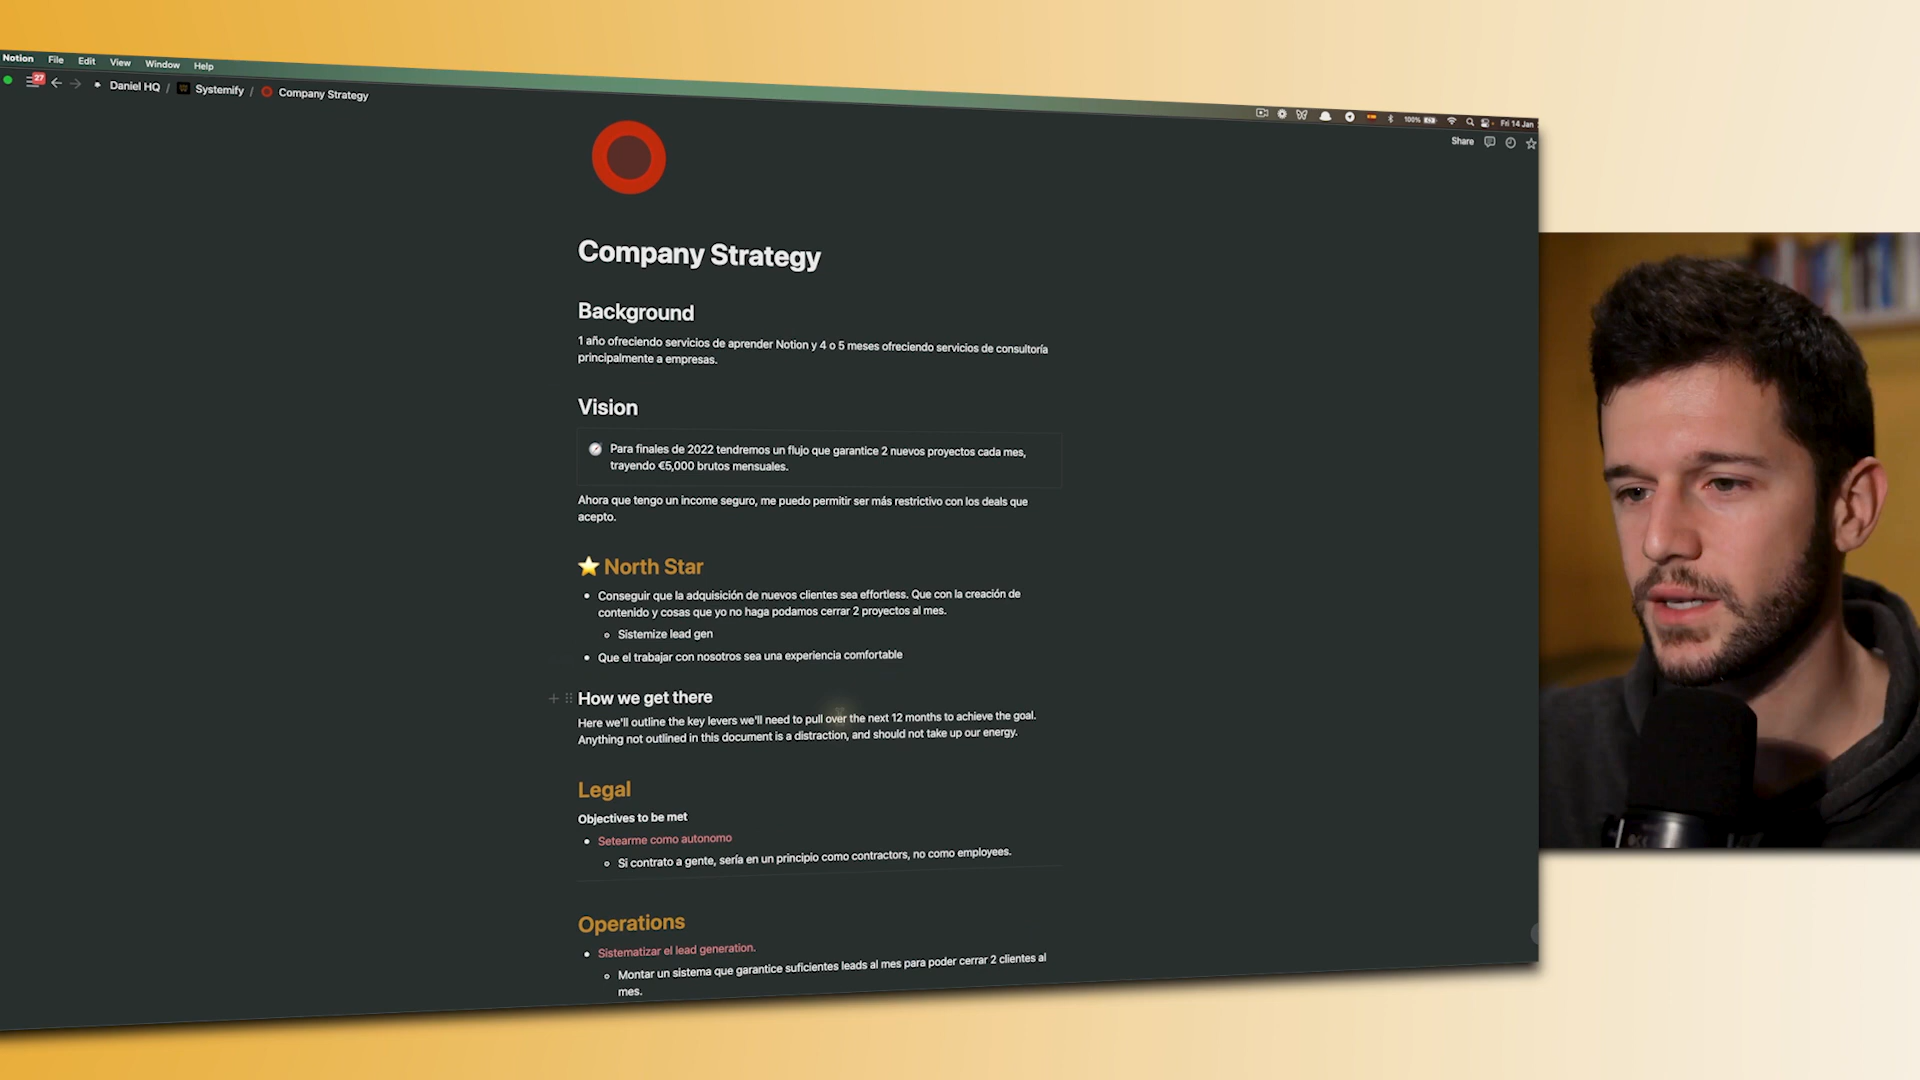 Notion File Edit View Window Help
100% Fri 14 Jan
27 Daniel HQ / Systemify / Company Strategy
Share
Company Strategy
Background
1 año ofreciendo servicios de aprender Notion y 4 o 5 meses ofreciendo servicios de consultoría
principalmente a empresas.
Vision
Para finales de 2022 tendremos un flujo que garantice 2 nuevos proyectos cada mes,
trayendo €5,000 brutos mensuales.
Ahora que tengo un income seguro, me puedo permitir ser más restrictivo con los deals que
acepto.
⭐ North Star
• Conseguir que la adquisición de nuevos clientes sea effortless. Que con la creación de
contenido y cosas que yo no haga podamos cerrar 2 proyectos al mes.
◦ Sistemize lead gen
• Que el trabajar con nosotros sea una experiencia comfortable
How we get there
Here we'll outline the key levers we'll need to pull over the next 12 months to achieve the goal.
Anything not outlined in this document is a distraction, and should not take up our energy.
Legal
Objectives to be met
• Setearme como autonomo
◦ Si contrato a gente, sería en un principio como contractors, no como employees.
Operations
• Sistematizar el lead generation.
◦ Montar un sistema que garantice suficientes leads al mes para poder cerrar 2 clientes al
mes.